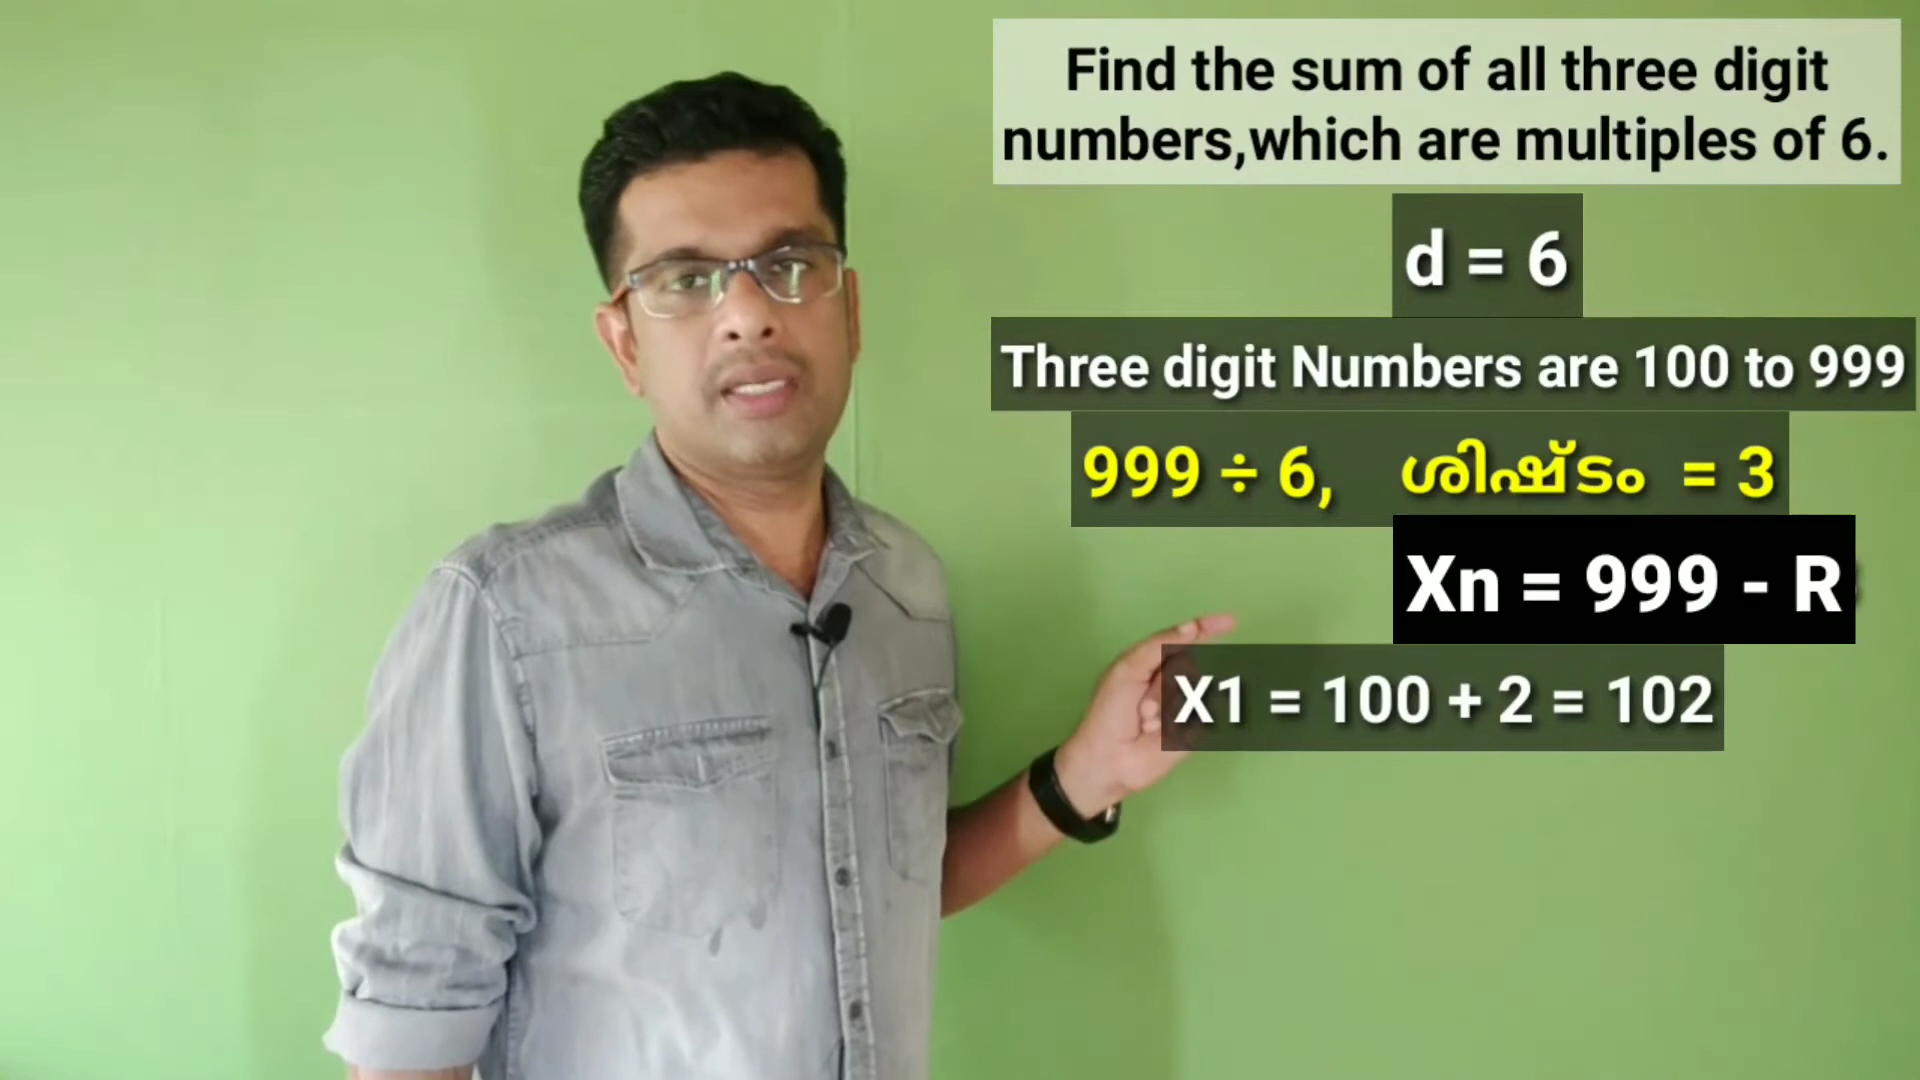 Find the sum of all three digit
numbers,which are multiples of 6.
d = 6
Three digit Numbers are 100 to 999
999 ÷ 6, ശിഷ്ടം = 3
Xn = 999 - R
X1 = 100 + 2 = 102